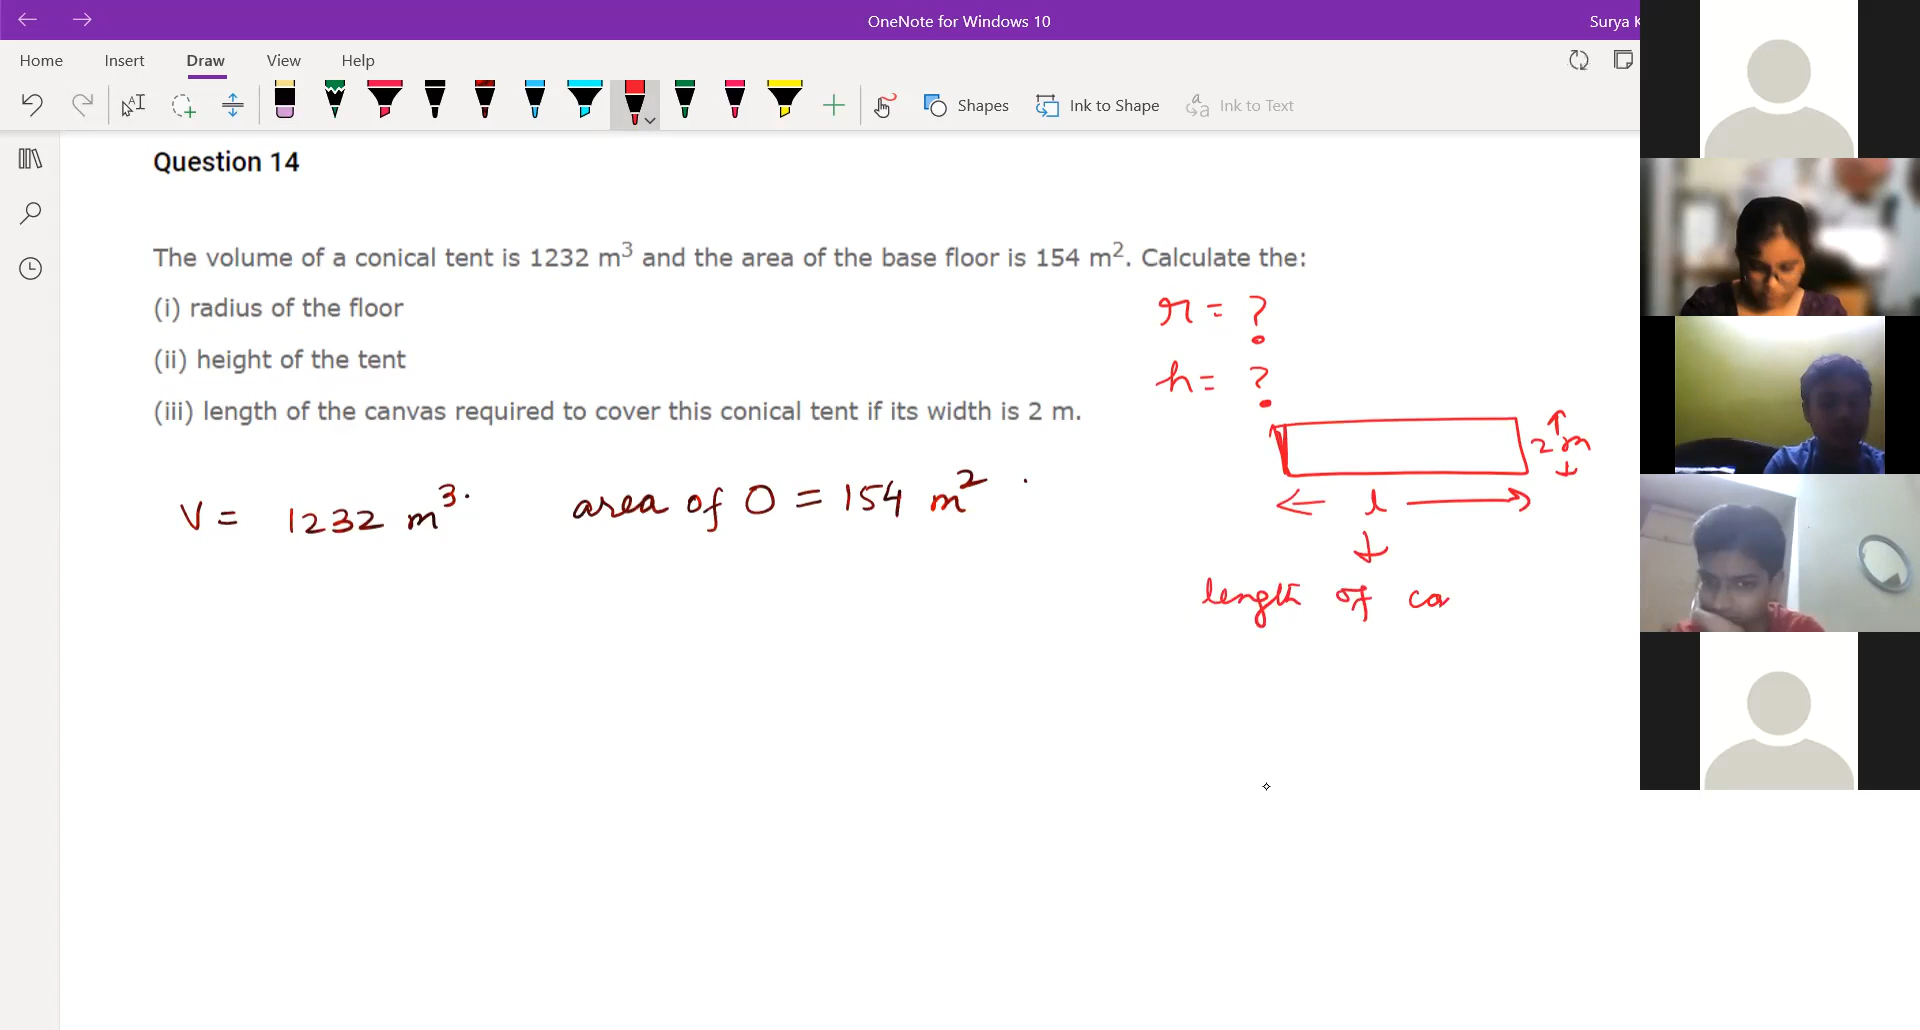 OneNote for Windows 10
Surya K
Home Insert Draw View Help
Shapes Ink to Shape Ink to Text
Question 14
The volume of a conical tent is 1232 m³ and the area of the base floor is 154 m². Calculate the:
(i) radius of the floor
(ii) height of the tent
(iii) length of the canvas required to cover this conical tent if its width is 2 m.
r = ?
h = ?
2 m
l
length of ca
V = 1232 m³. area of O = 154 m²